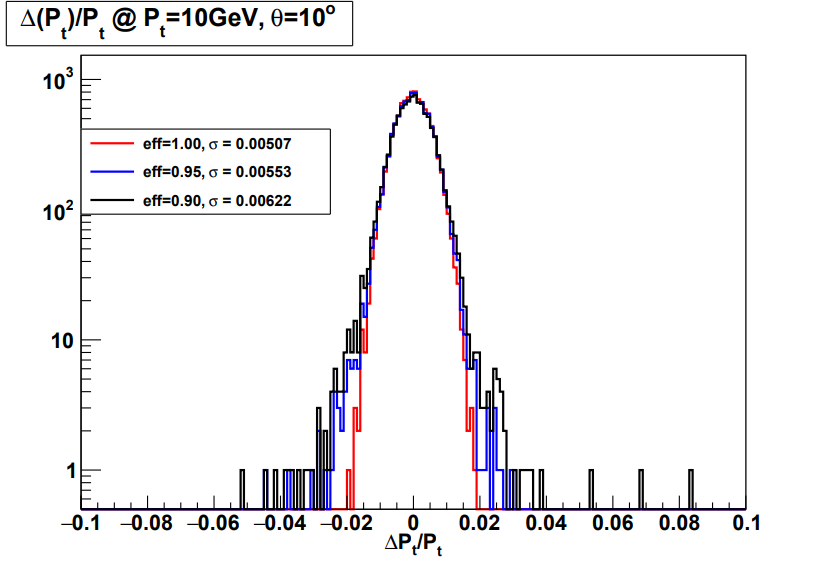 Δ(Pt)/Pt @ Pt=10GeV, θ=10°
10³
eff=1.00, σ = 0.00507
eff=0.95, σ = 0.00553
eff=0.90, σ = 0.00622
10²
10
1
−0.1 −0.08 −0.06 −0.04 −0.02 0 0.02 0.04 0.06 0.08 0.1
ΔPt/Pt